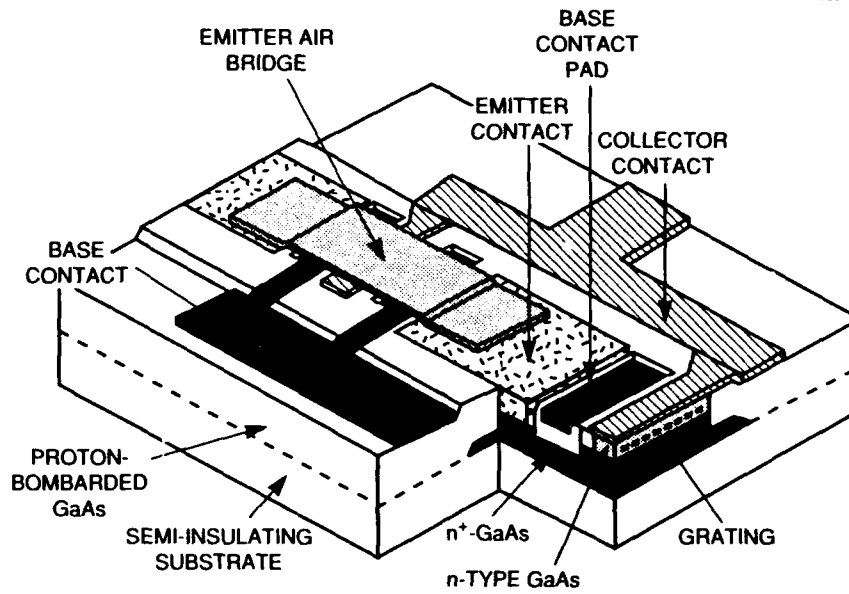 BASE
CONTACT
PAD
EMITTER AIR
BRIDGE
EMITTER
CONTACT
COLLECTOR
CONTACT
BASE
CONTACT
PROTON-
BOMBARDED
GaAs
SEMI-INSULATING
SUBSTRATE
n⁺-GaAs
n-TYPE GaAs
GRATING